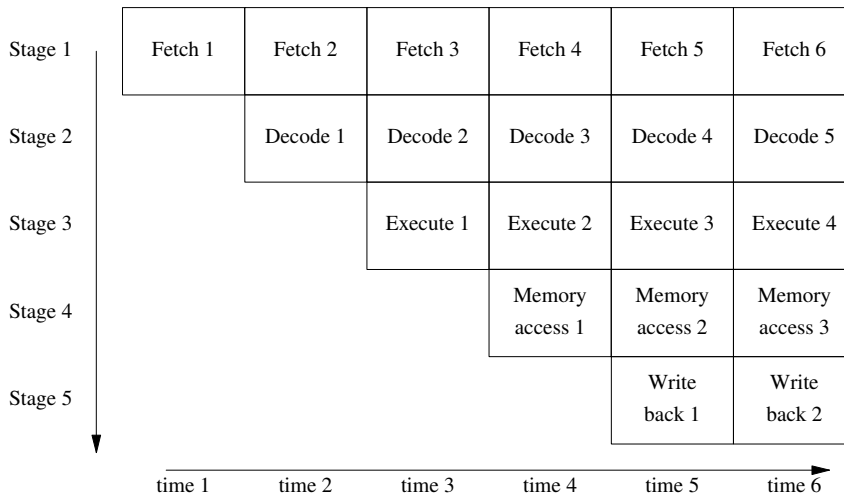 Stage 1 Fetch 1 Fetch 2 Fetch 3 Fetch 4 Fetch 5 Fetch 6
Stage 2 Decode 1 Decode 2 Decode 3 Decode 4 Decode 5
Stage 3 Execute 1 Execute 2 Execute 3 Execute 4
Stage 4 Memory access 1 Memory access 2 Memory access 3
Stage 5 Write back 1 Write back 2
time 1 time 2 time 3 time 4 time 5 time 6